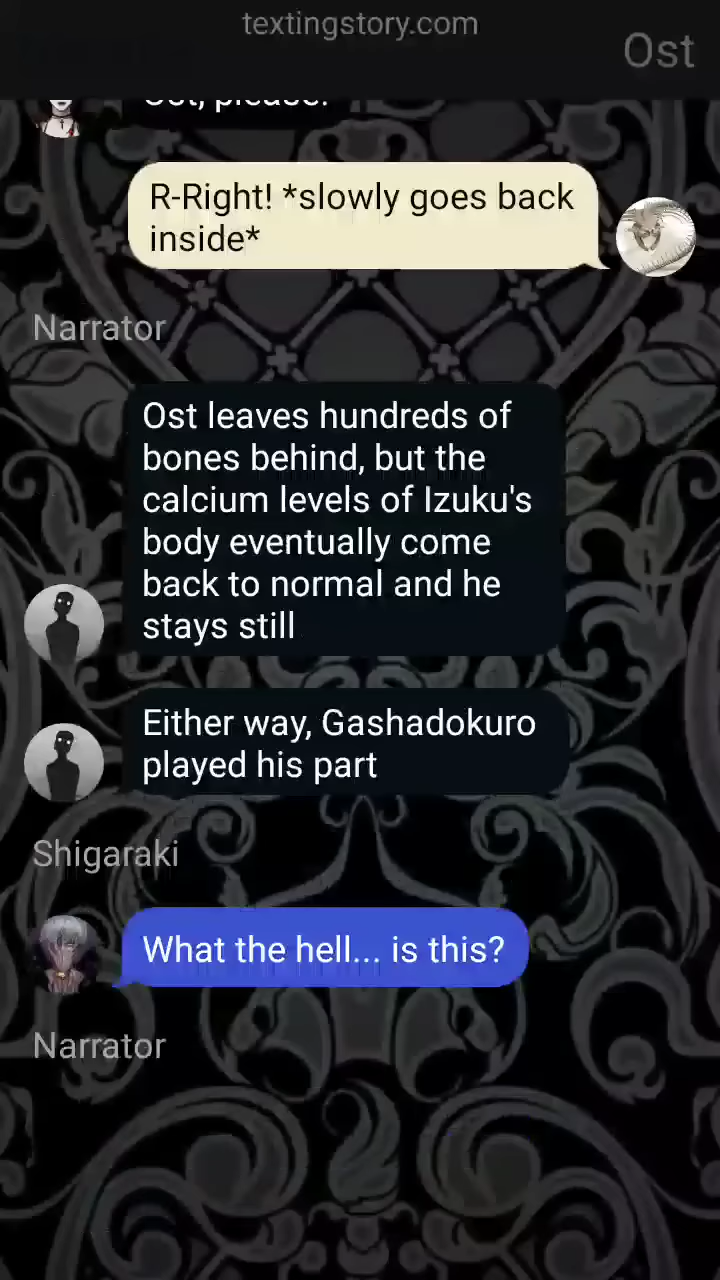 textingstory.com
Ost
Ost, please!
R-Right! *slowly goes back
inside*
Narrator
Ost leaves hundreds of
bones behind, but the
calcium levels of Izuku's
body eventually come
back to normal and he
stays still
Either way, Gashadokuro
played his part
Shigaraki
What the hell... is this?
Narrator